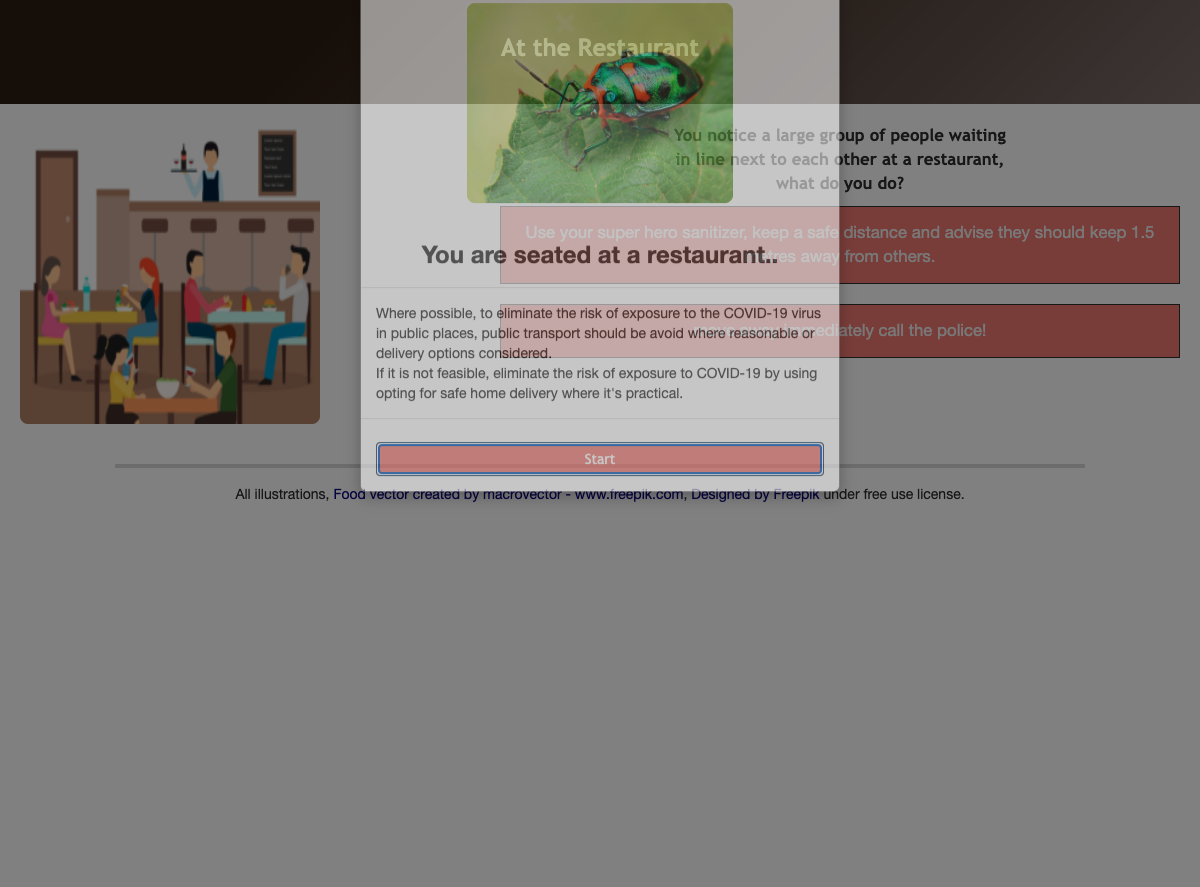 At the Restaurant
You notice a large group of people waiting
in line next to each other at a restaurant,
what do you do?
Use your super hero sanitizer, keep a safe distance and advise they should keep 1.5
away from others.
immediately call the police!
You are seated at a restaurant..
Where possible, to eliminate the risk of exposure to the COVID-19 virus
in public places, public transport should be avoid where reasonable or
delivery options considered.
If it is not feasible, eliminate the risk of exposure to COVID-19 by using
opting for safe home delivery where it's practical.
Start
All illustrations, Food vector created by macrovector - www.freepik.com, Designed by Freepik under free use license.